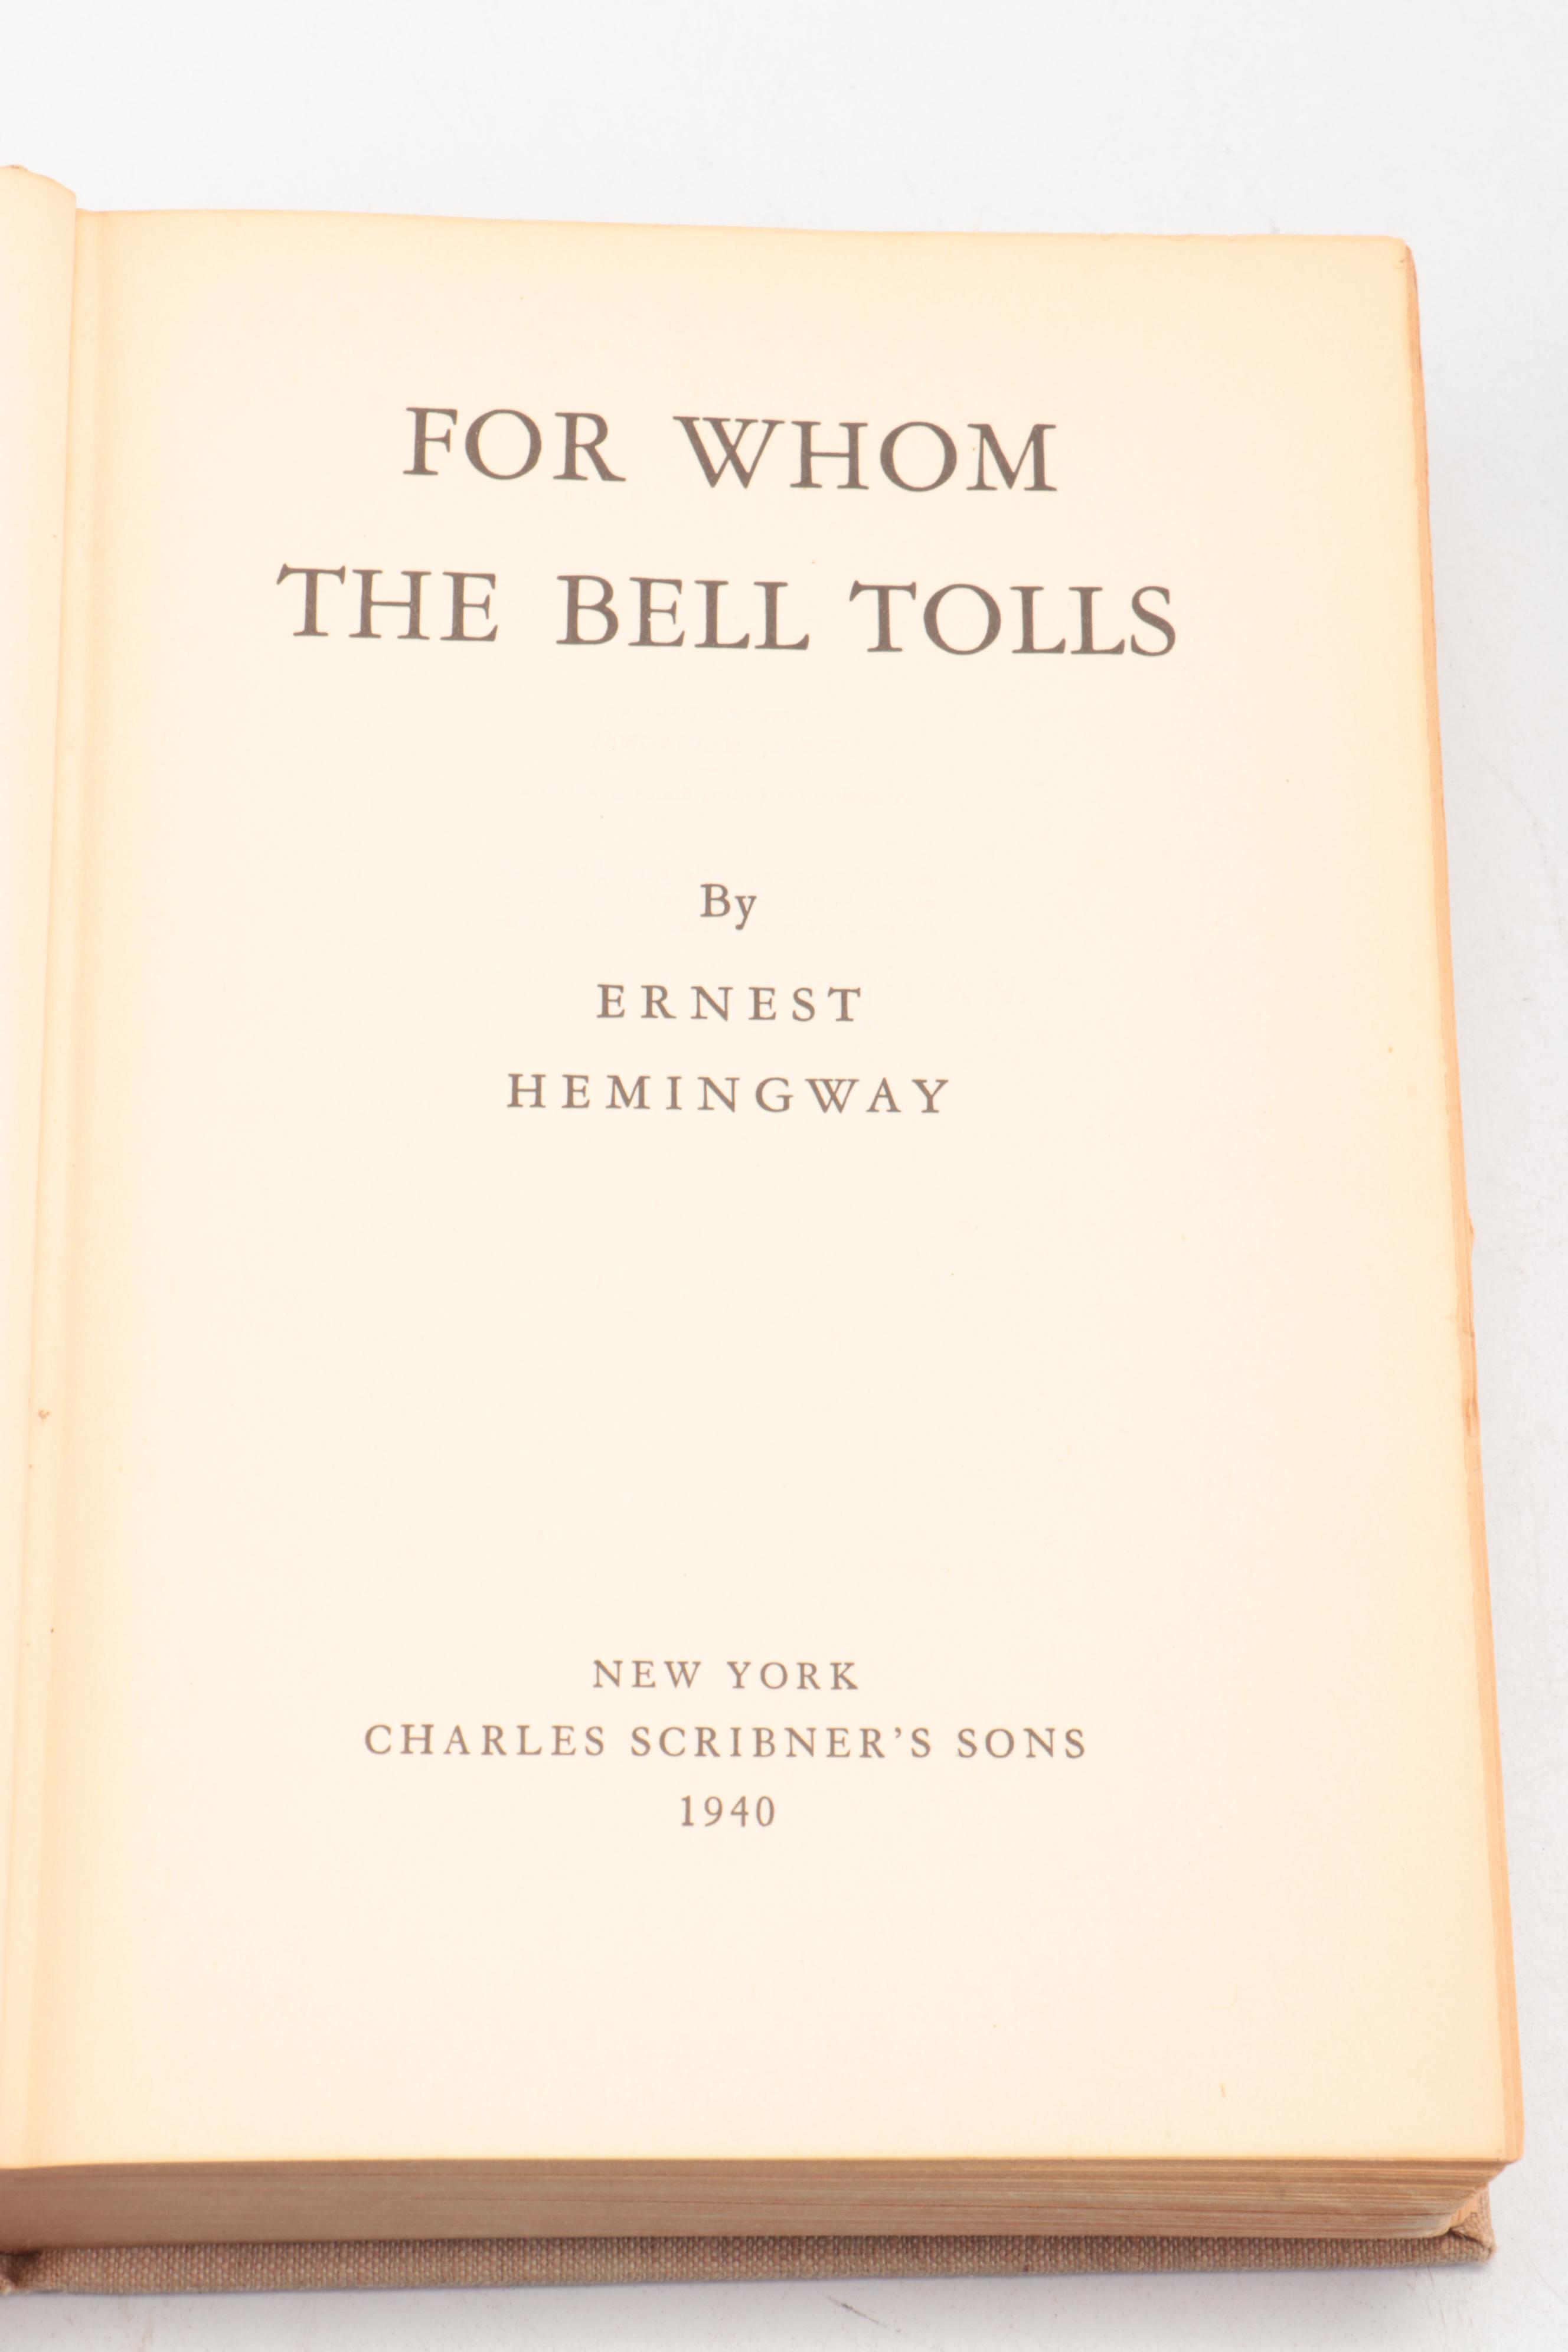 FOR WHOM
THE BELL TOLLS
By
ERNEST
HEMINGWAY
NEW YORK
CHARLES SCRIBNER'S SONS
1940